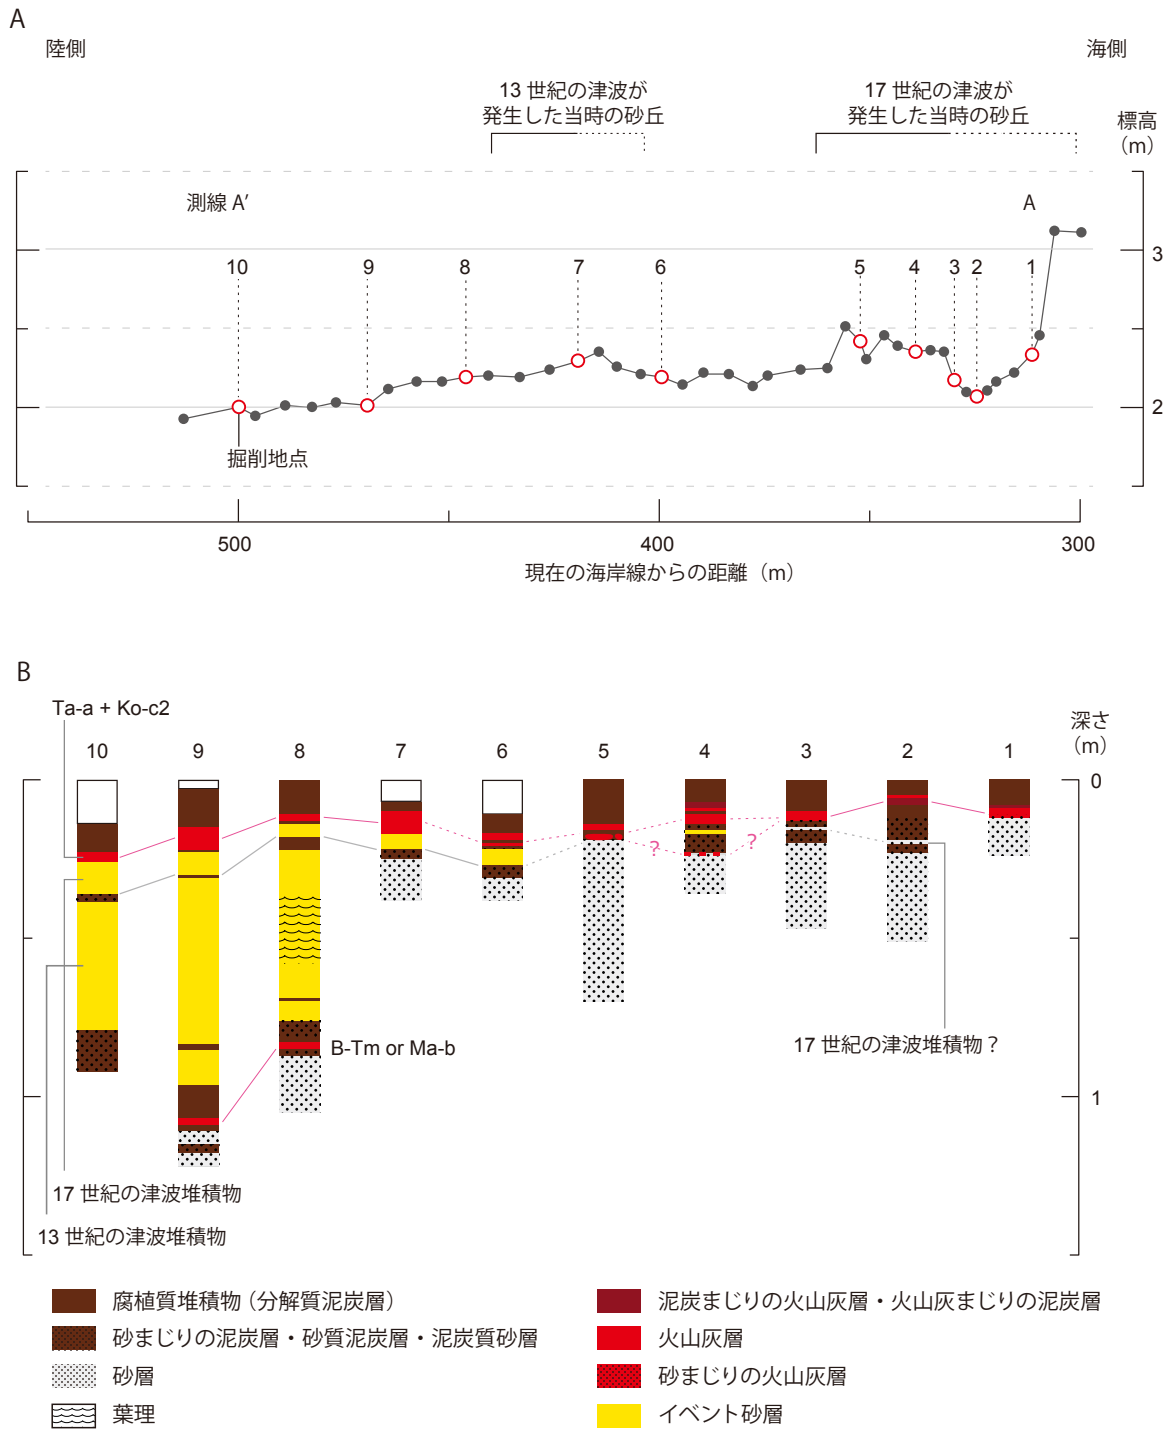 A
陸側
海側
13 世紀の津波が
発生した当時の砂丘
17 世紀の津波が
発生した当時の砂丘
標高
(m)
測線 A′
A
3
10
9
8
7
6
5
4
3
2
1
2
掘削地点
500
400
300
現在の海岸線からの距離（m）
B
Ta-a + Ko-c2
深さ
(m)
10
9
8
7
6
5
4
3
2
1
0
?
?
B-Tm or Ma-b
17 世紀の津波堆積物？
1
17 世紀の津波堆積物
13 世紀の津波堆積物
腐植質堆積物（分解質泥炭層）
砂まじりの泥炭層・砂質泥炭層・泥炭質砂層
砂層
葉理
泥炭まじりの火山灰層・火山灰まじりの泥炭層
火山灰層
砂まじりの火山灰層
イベント砂層